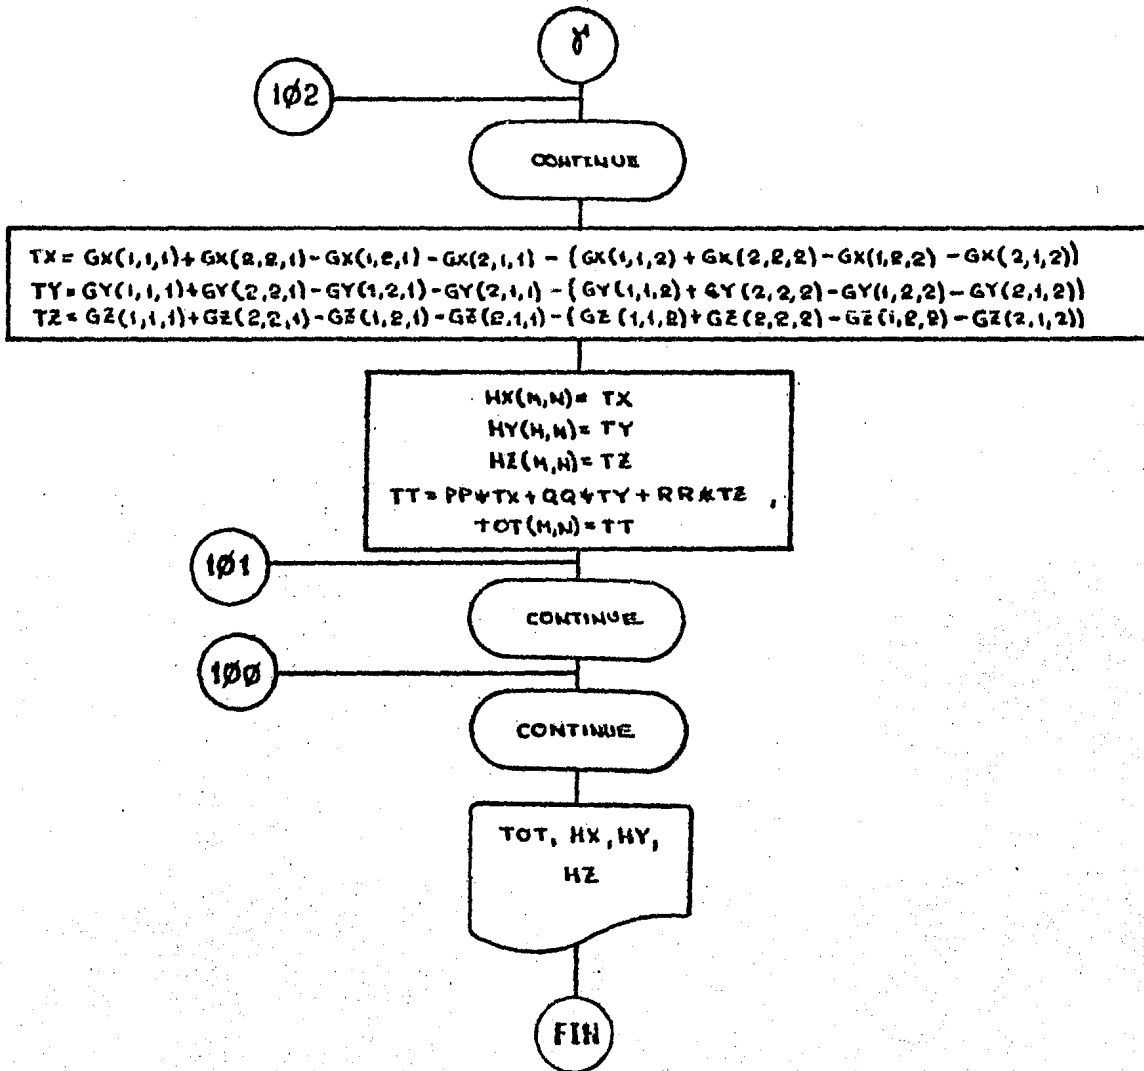 γ
1Ø2
CONTINUE
TX = GX(1,1,1)+GX(2,2,1)-GX(1,2,1)-GX(2,1,1)-(GX(1,1,2)+GX(2,2,2)-GX(1,2,2)-GX(2,1,2))
TY = GY(1,1,1)+GY(2,2,1)-GY(1,2,1)-GY(2,1,1)-(GY(1,1,2)+GY(2,2,2)-GY(1,2,2)-GY(2,1,2))
TZ = GZ(1,1,1)+GZ(2,2,1)-GZ(1,2,1)-GZ(2,1,1)-(GZ(1,1,2)+GZ(2,2,2)-GZ(1,2,2)-GZ(2,1,2))
HX(M,N)= TX
HY(M,N)= TY
HZ(M,N)= TZ
TT = PP*TX+QQ*TY+RR*TZ ,
TOT(M,N)=TT
1Ø1
CONTINUE
1ØØ
CONTINUE
TOT, HX, HY,
HZ
FIN